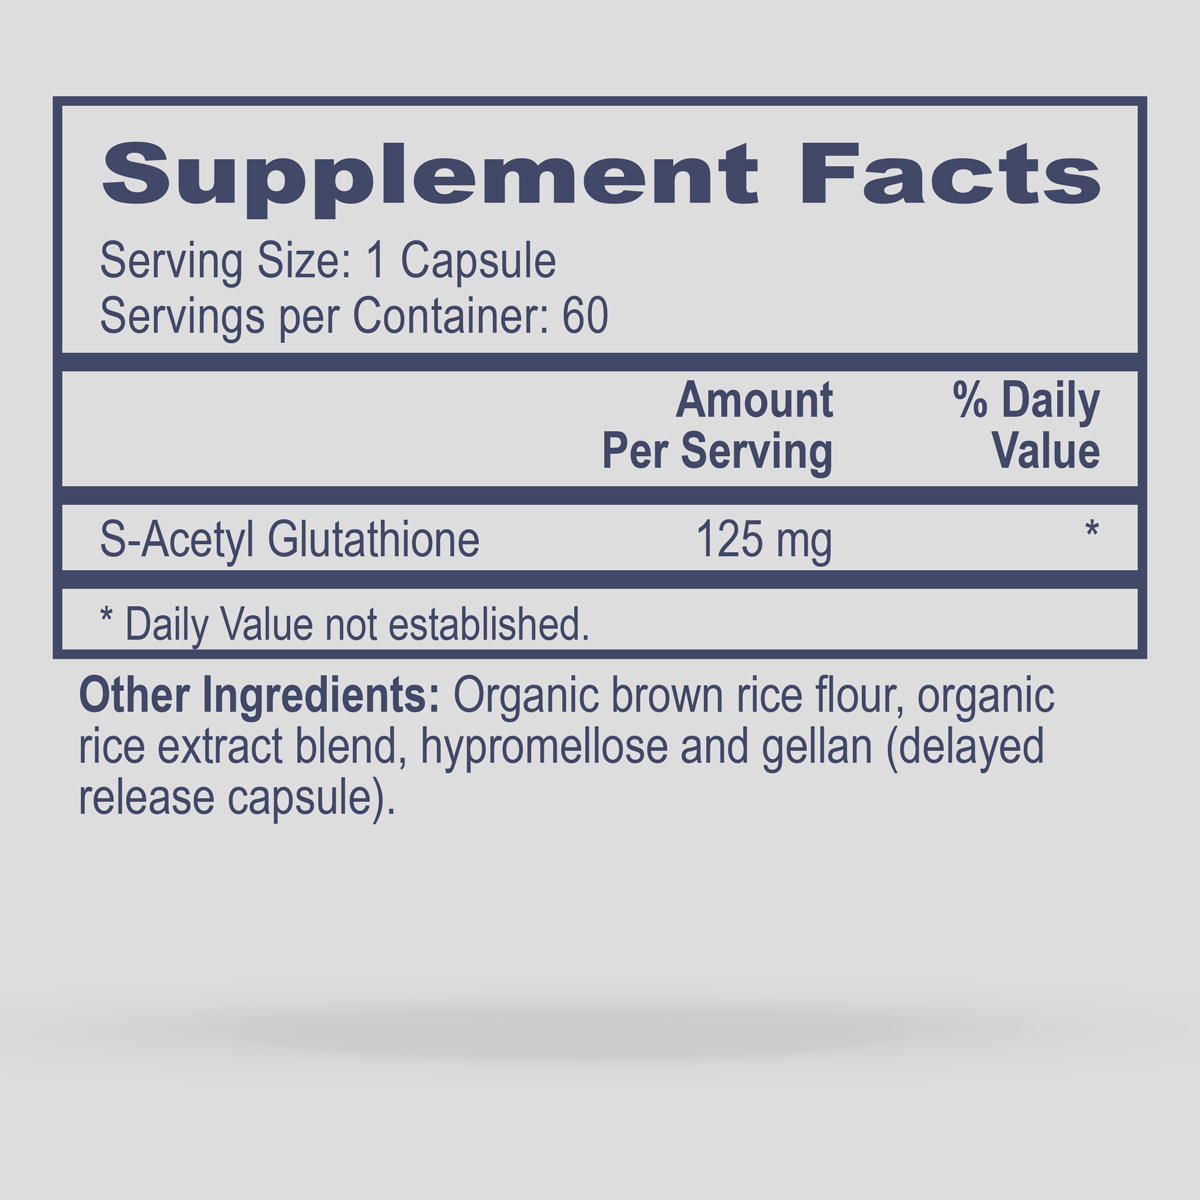 Supplement Facts
Serving Size: 1 Capsule
Servings per Container: 60
Amount
Per Serving
% Daily
Value
S-Acetyl Glutathione 125 mg *
* Daily Value not established.
Other Ingredients: Organic brown rice flour, organic
rice extract blend, hypromellose and gellan (delayed
release capsule).